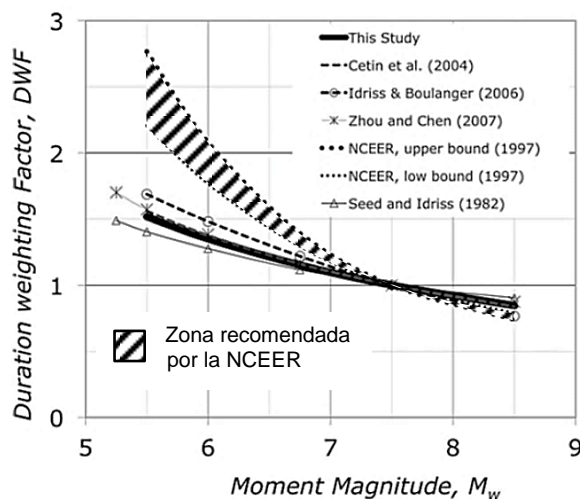 3
2
1
0
Duration weighting Factor, DWF
This Study
Cetin et al. (2004)
Idriss & Boulanger (2006)
Zhou and Chen (2007)
NCEER, upper bound (1997)
NCEER, low bound (1997)
Seed and Idriss (1982)
Zona recomendada
por la NCEER
5 6 7 8 9
Moment Magnitude, Mw